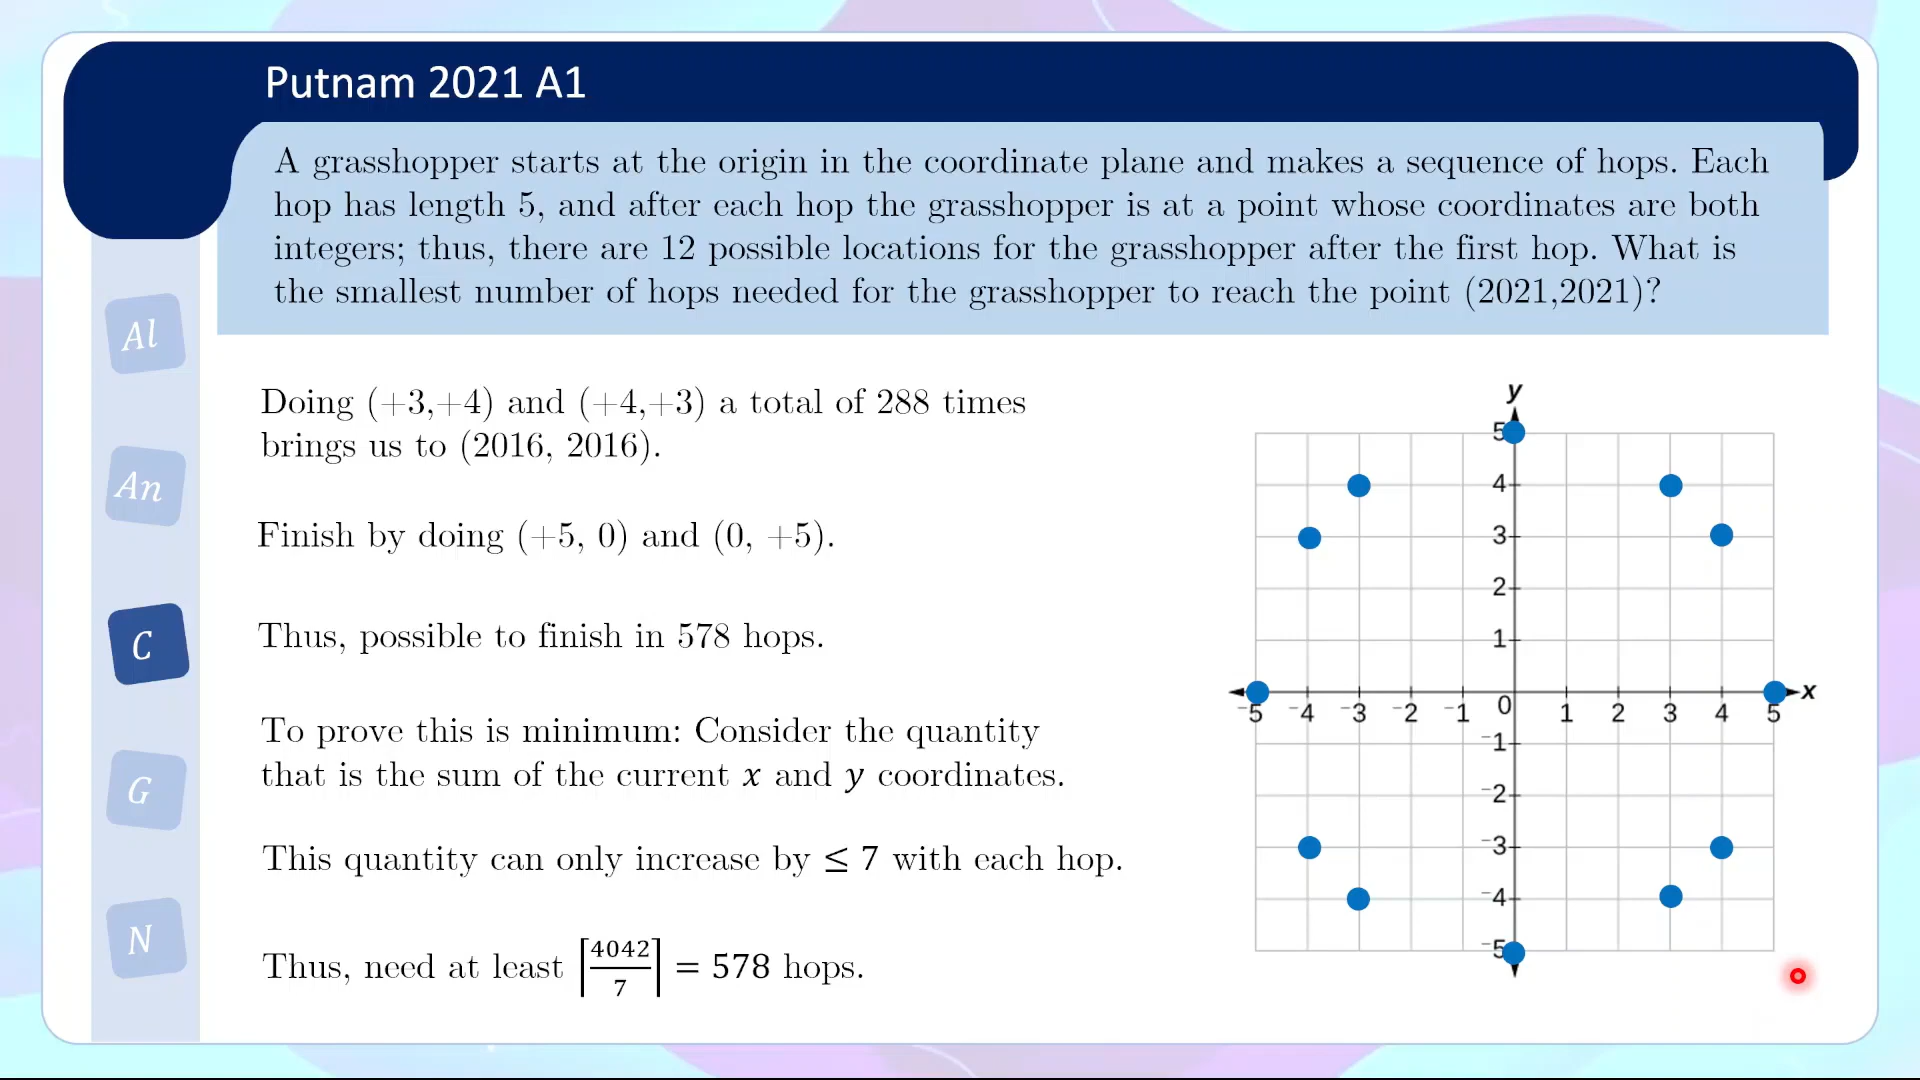 Putnam 2021 A1
A grasshopper starts at the origin in the coordinate plane and makes a sequence of hops. Each
hop has length 5, and after each hop the grasshopper is at a point whose coordinates are both
integers; thus, there are 12 possible locations for the grasshopper after the first hop. What is
the smallest number of hops needed for the grasshopper to reach the point (2021,2021)?
Al
An
C
G
N
Doing (+3,+4) and (+4,+3) a total of 288 times
brings us to (2016, 2016).
Finish by doing (+5, 0) and (0, +5).
Thus, possible to finish in 578 hops.
To prove this is minimum: Consider the quantity
that is the sum of the current x and y coordinates.
This quantity can only increase by ≤ 7 with each hop.
Thus, need at least ⌈4042/7⌉ = 578 hops.
y
5
4
3
2
1
⁻5 ⁻4 ⁻3 ⁻2 ⁻1 0 1 2 3 4 5 x
⁻1
⁻2
⁻3
⁻4
⁻5